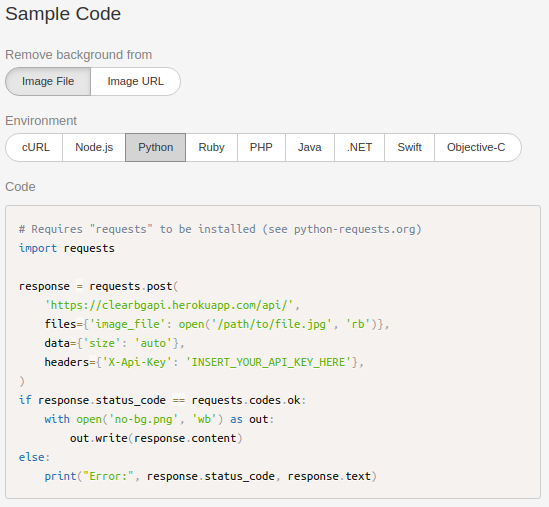 Sample Code
Remove background from
Image File Image URL
Environment
cURL Node.js Python Ruby PHP Java .NET Swift Objective-C
Code
# Requires "requests" to be installed (see python-requests.org)
import requests
response = requests.post(
    'https://clearbgapi.herokuapp.com/api/',
    files={'image_file': open('/path/to/file.jpg', 'rb')},
    data={'size': 'auto'},
    headers={'X-Api-Key': 'INSERT_YOUR_API_KEY_HERE'},
)
if response.status_code == requests.codes.ok:
    with open('no-bg.png', 'wb') as out:
        out.write(response.content)
else:
    print("Error:", response.status_code, response.text)